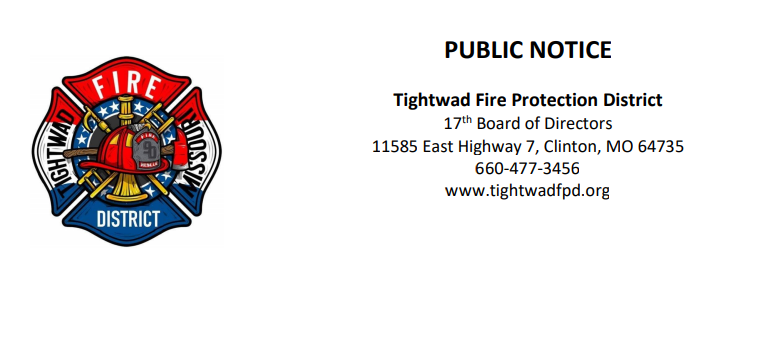 FIRE
TIGHTWAD
MISSOURI
DISTRICT
PUBLIC NOTICE
Tightwad Fire Protection District
17th Board of Directors
11585 East Highway 7, Clinton, MO 64735
660-477-3456
www.tightwadfpd.org